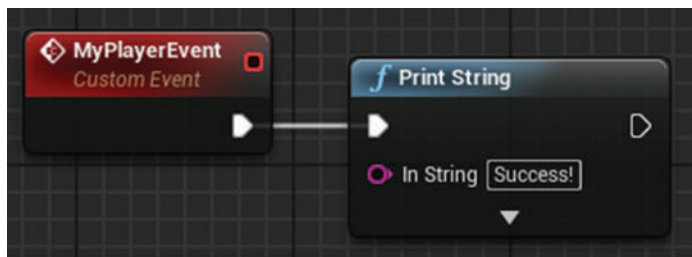 MyPlayerEvent
Custom Event
f Print String
In String Success!